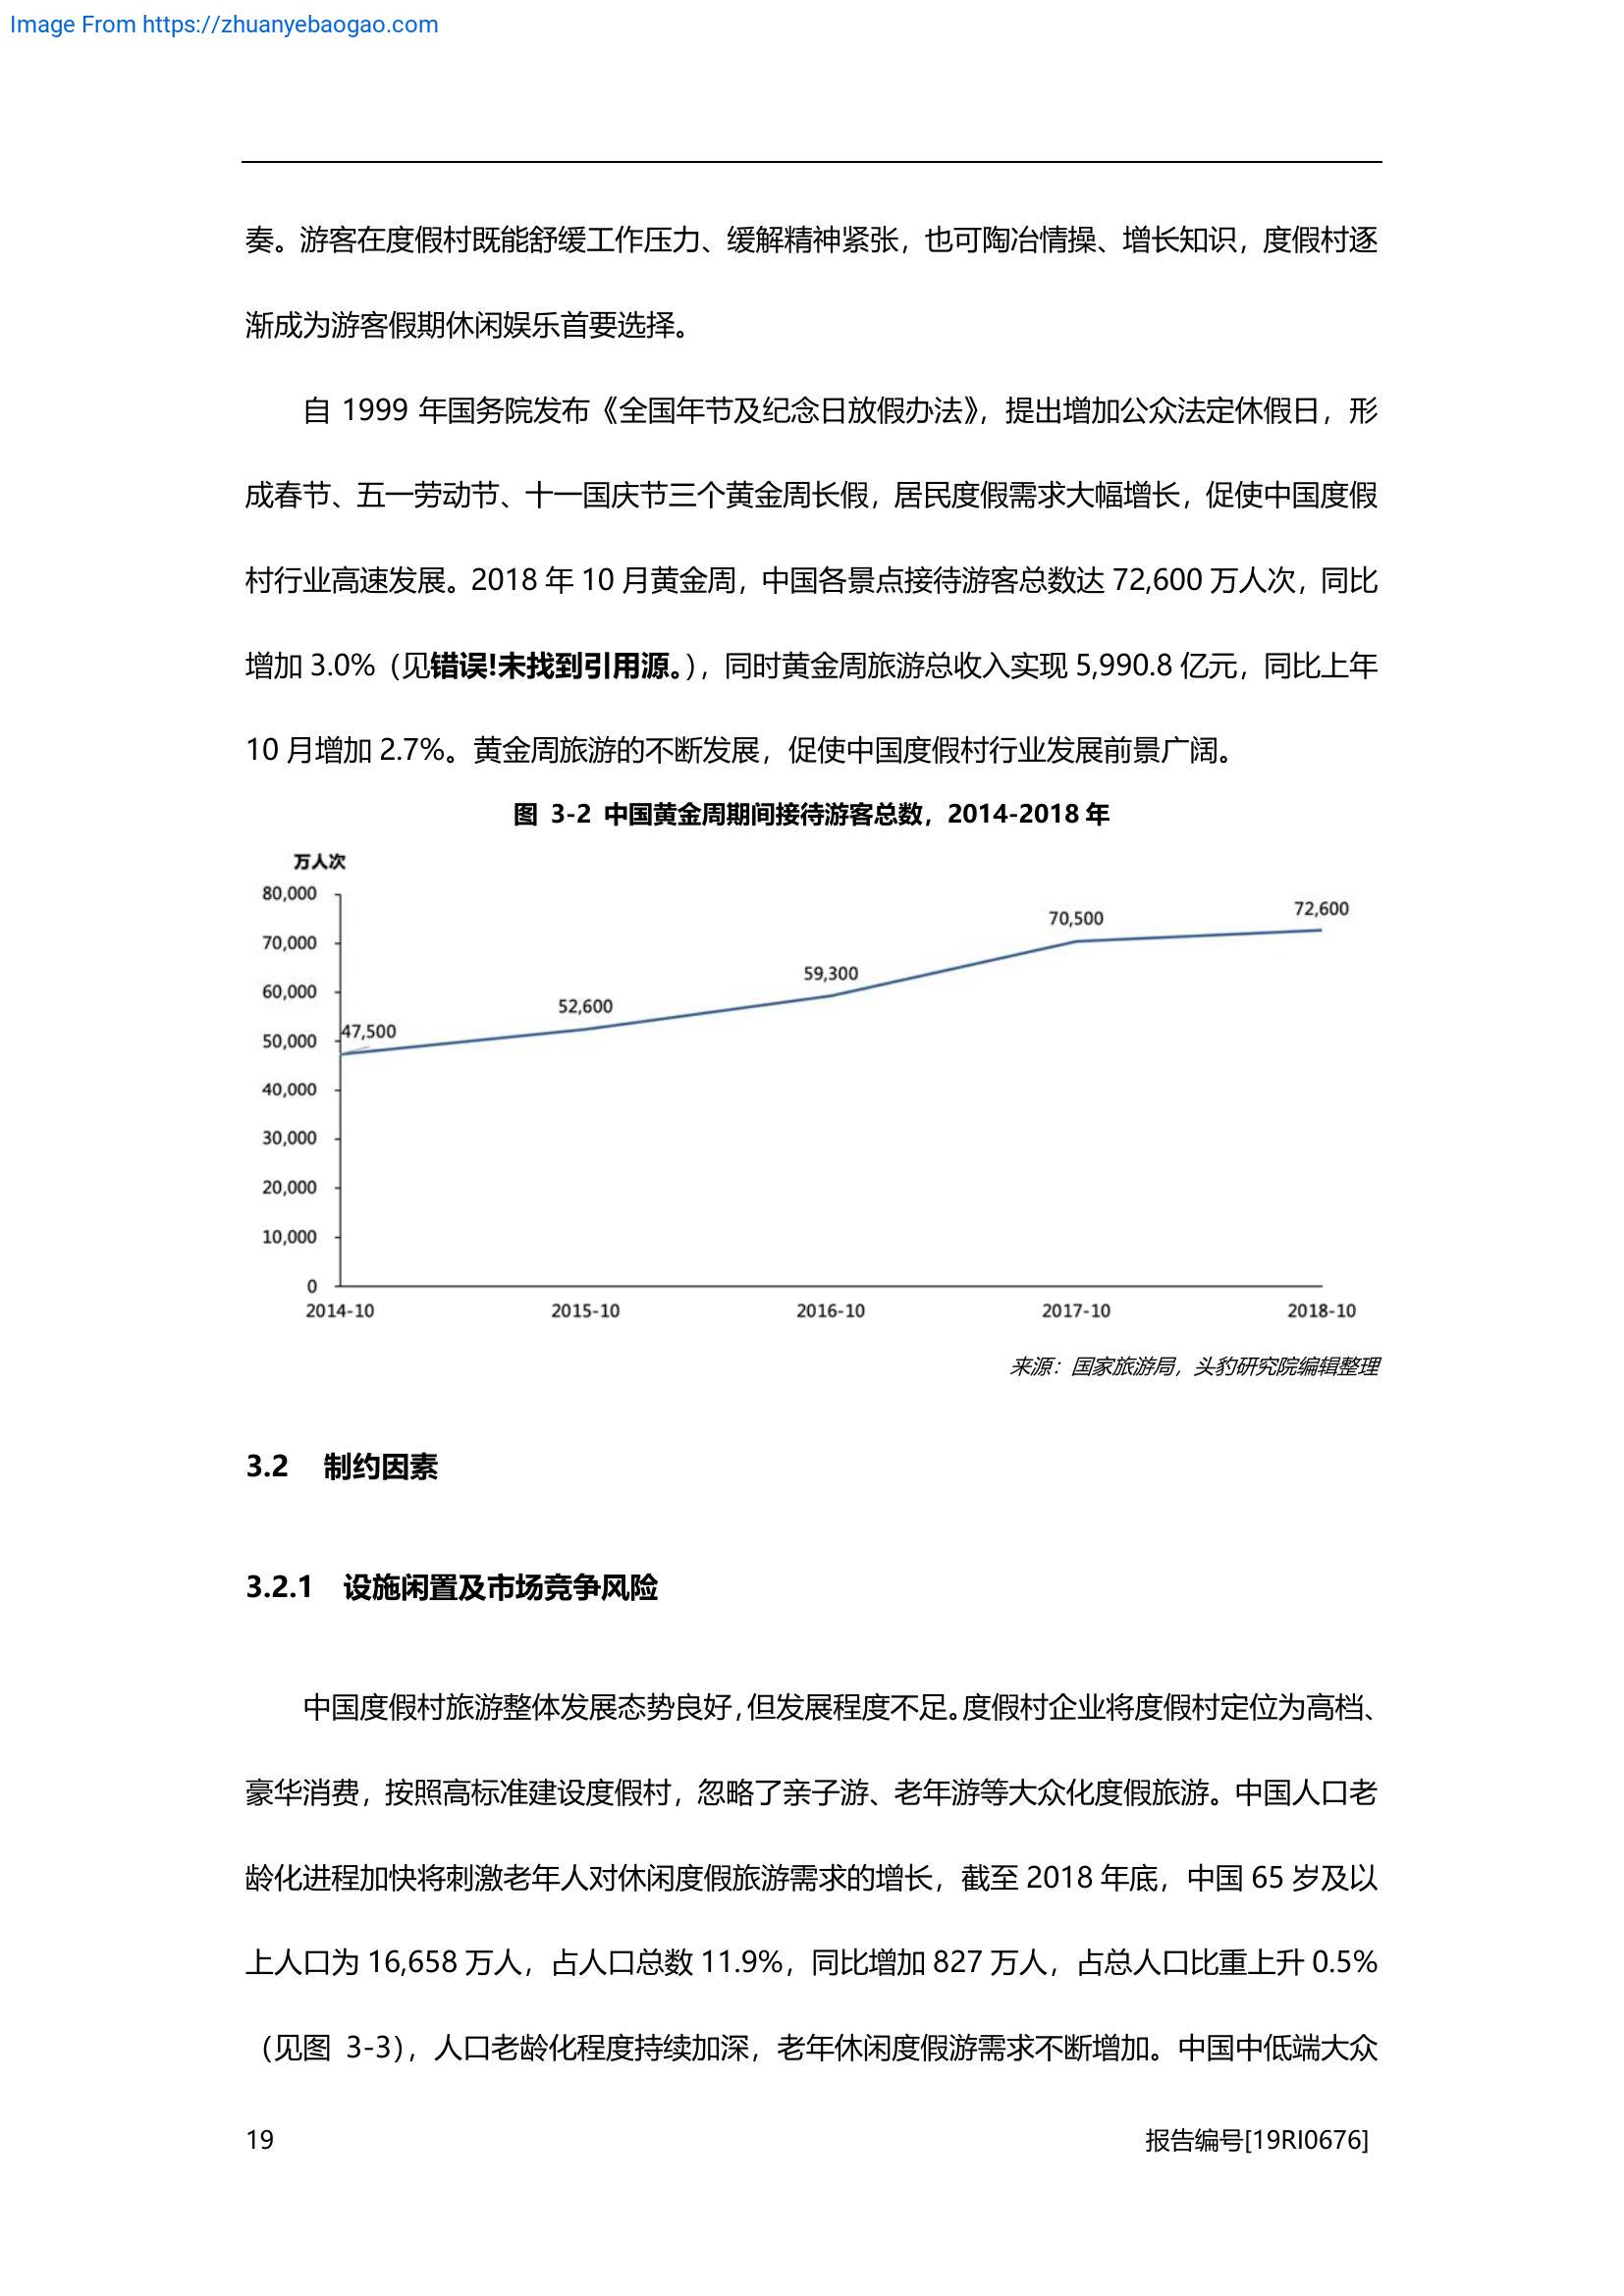 Image From https://zhuanyebaogao.com
奏。游客在度假村既能舒缓工作压力、缓解精神紧张，也可陶冶情操、增长知识，度假村逐
渐成为游客假期休闲娱乐首要选择。
自 1999 年国务院发布《全国年节及纪念日放假办法》，提出增加公众法定休假日，形
成春节、五一劳动节、十一国庆节三个黄金周长假，居民度假需求大幅增长，促使中国度假
村行业高速发展。2018 年 10 月黄金周，中国各景点接待游客总数达 72,600 万人次，同比
增加 3.0%（见错误!未找到引用源。），同时黄金周旅游总收入实现 5,990.8 亿元，同比上年
10 月增加 2.7%。黄金周旅游的不断发展，促使中国度假村行业发展前景广阔。
图 3-2 中国黄金周期间接待游客总数，2014-2018 年
万人次
80,000
70,000
60,000
50,000
40,000
30,000
20,000
10,000
0
47,500
52,600
59,300
70,500
72,600
2014-10 2015-10 2016-10 2017-10 2018-10
来源：国家旅游局，头豹研究院编辑整理
3.2 制约因素
3.2.1 设施闲置及市场竞争风险
中国度假村旅游整体发展态势良好，但发展程度不足。度假村企业将度假村定位为高档、
豪华消费，按照高标准建设度假村，忽略了亲子游、老年游等大众化度假旅游。中国人口老
龄化进程加快将刺激老年人对休闲度假旅游需求的增长，截至 2018 年底，中国 65 岁及以
上人口为 16,658 万人，占人口总数 11.9%，同比增加 827 万人，占总人口比重上升 0.5%
（见图 3-3），人口老龄化程度持续加深，老年休闲度假游需求不断增加。中国中低端大众
19 报告编号[19RI0676]